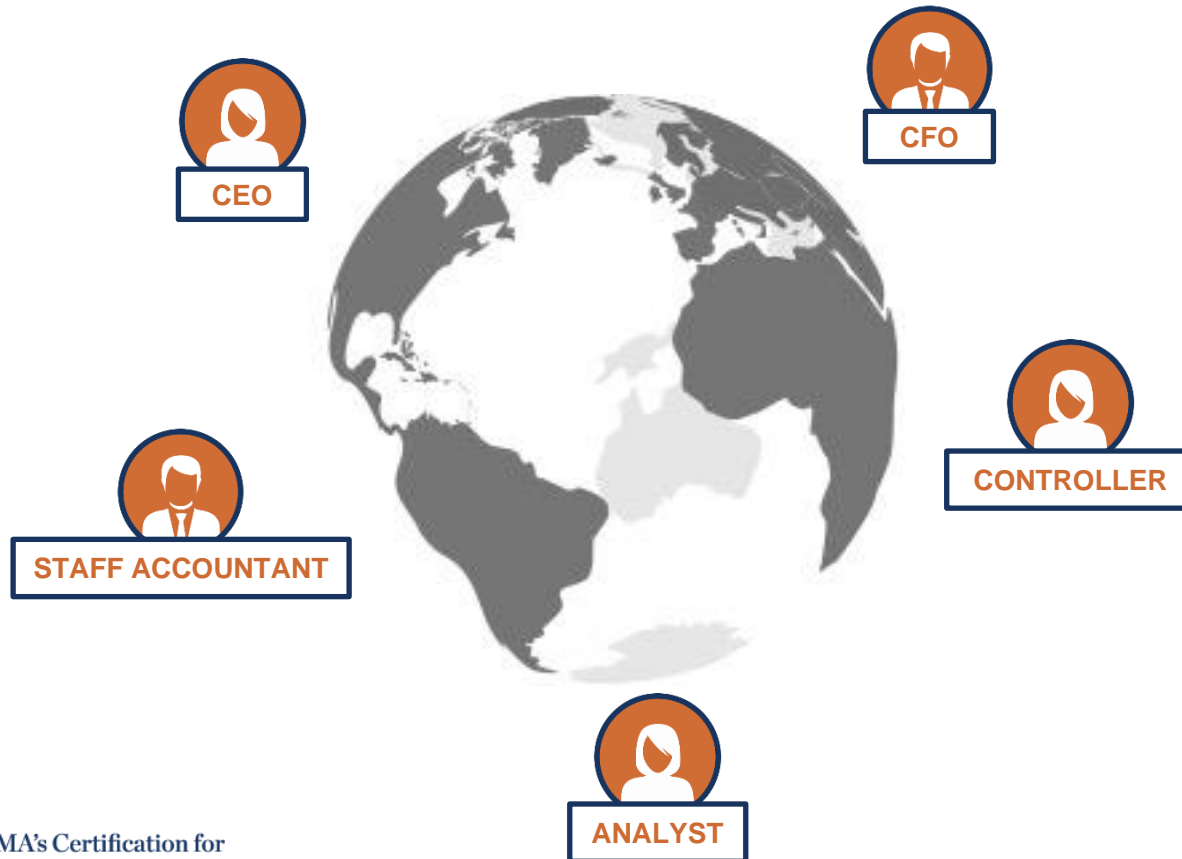 CFO
CEO
CONTROLLER
STAFF ACCOUNTANT
ANALYST
MA's Certification for